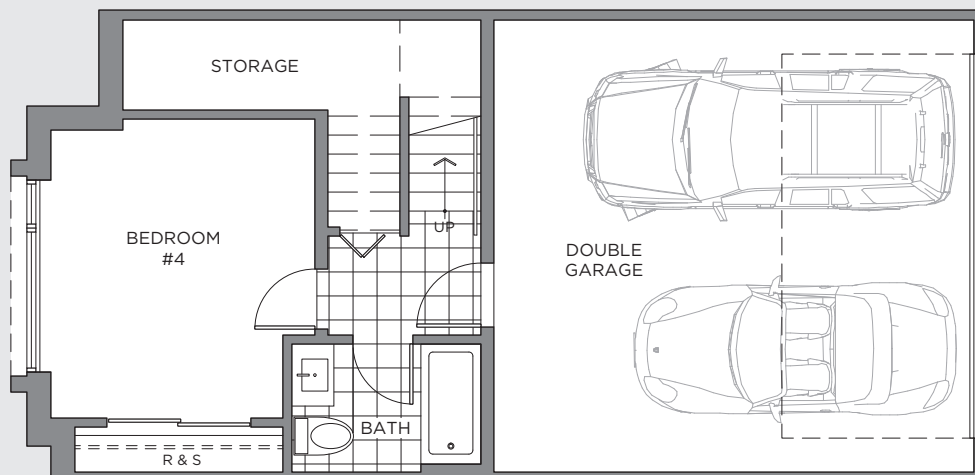 STORAGE
BEDROOM
#4
UP
DOUBLE
GARAGE
BATH
R & S